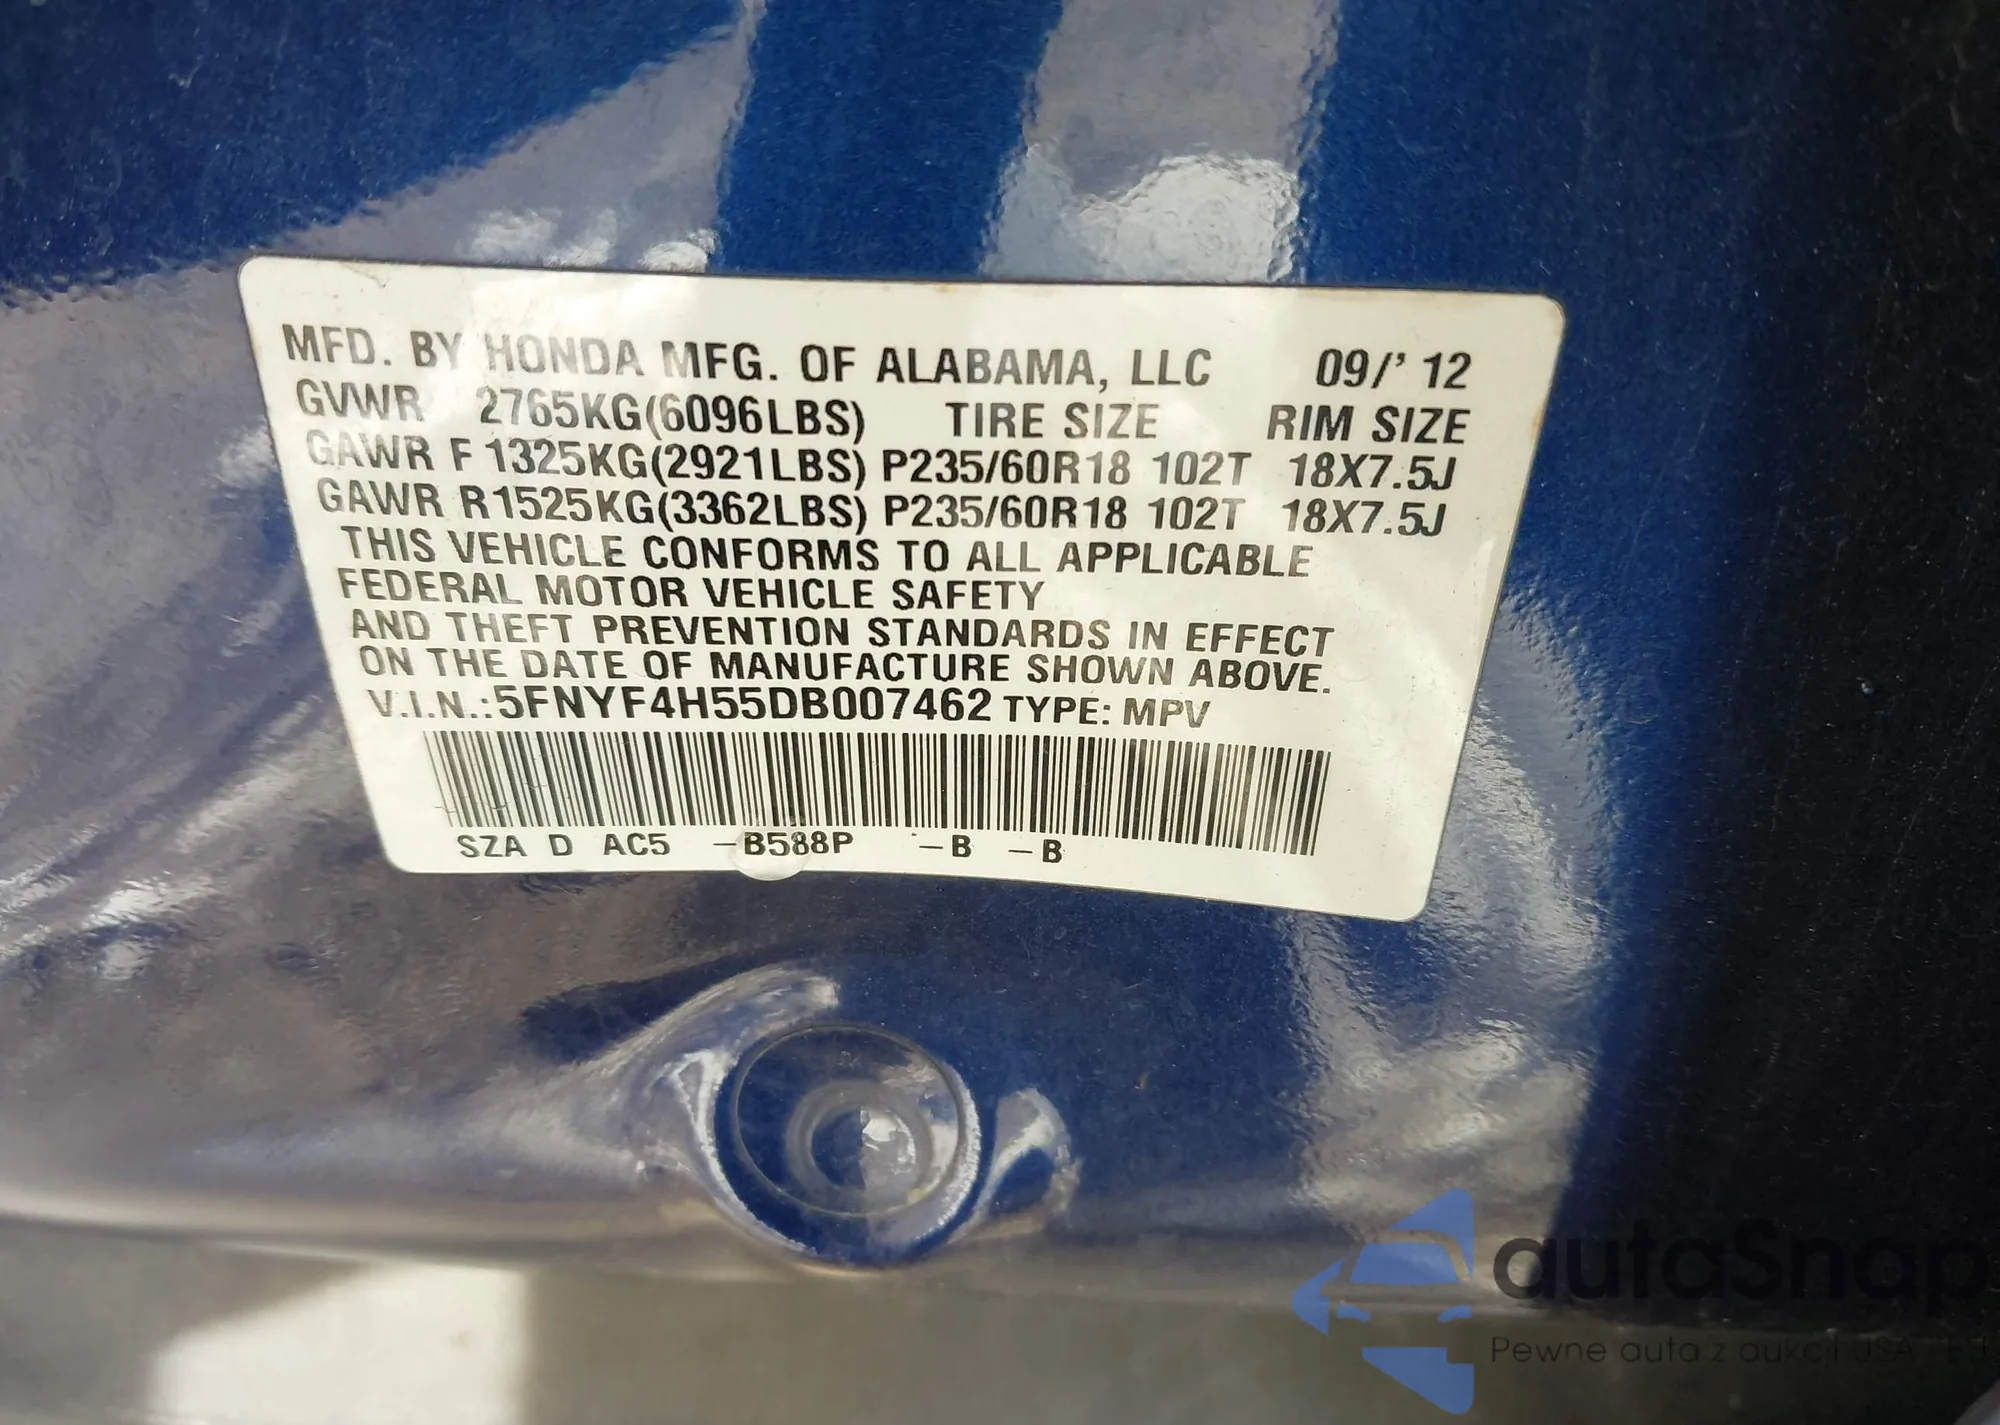 MFD. BY HONDA MFG. OF ALABAMA, LLC 09/' 12
GVWR 2765KG(6096LBS) TIRE SIZE RIM SIZE
GAWR F 1325KG(2921LBS) P235/60R18 102T 18X7.5J
GAWR R1525KG(3362LBS) P235/60R18 102T 18X7.5J
THIS VEHICLE CONFORMS TO ALL APPLICABLE
FEDERAL MOTOR VEHICLE SAFETY
AND THEFT PREVENTION STANDARDS IN EFFECT
ON THE DATE OF MANUFACTURE SHOWN ABOVE.
V.I.N.:5FNYF4H55DB007462 TYPE: MPV
SZA D AC5 -B588P -B -B
autaSnap
Pewne auta z aukcji USA